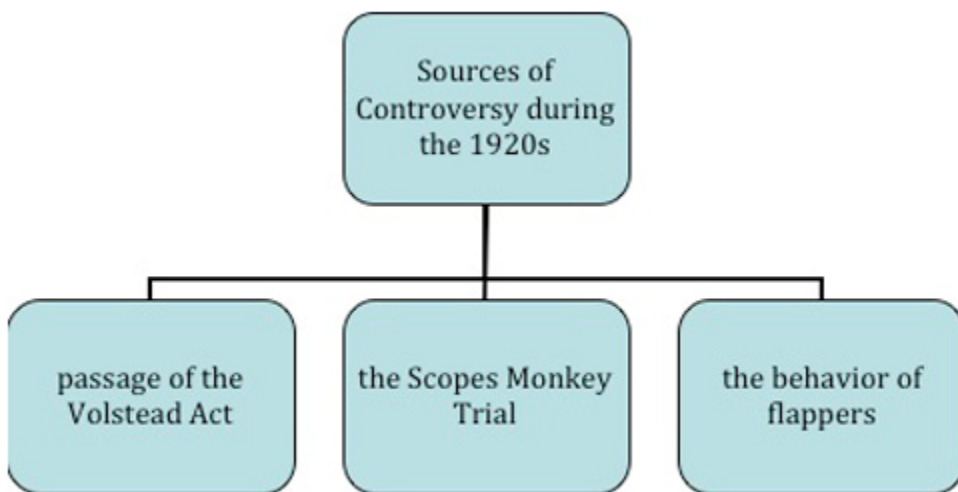 Sources of
Controversy during
the 1920s
passage of the
Volstead Act
the Scopes Monkey
Trial
the behavior of
flappers